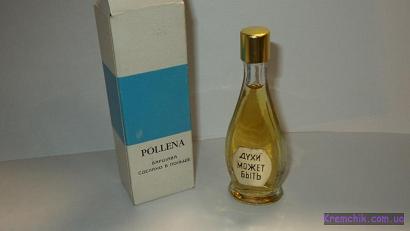 POLLENA
ВАРШАВА
СДЕЛАНО В ПОЛЬШЕ
ДУХИ
МОЖЕТ
БЫТЬ
Kremchik.com.ua